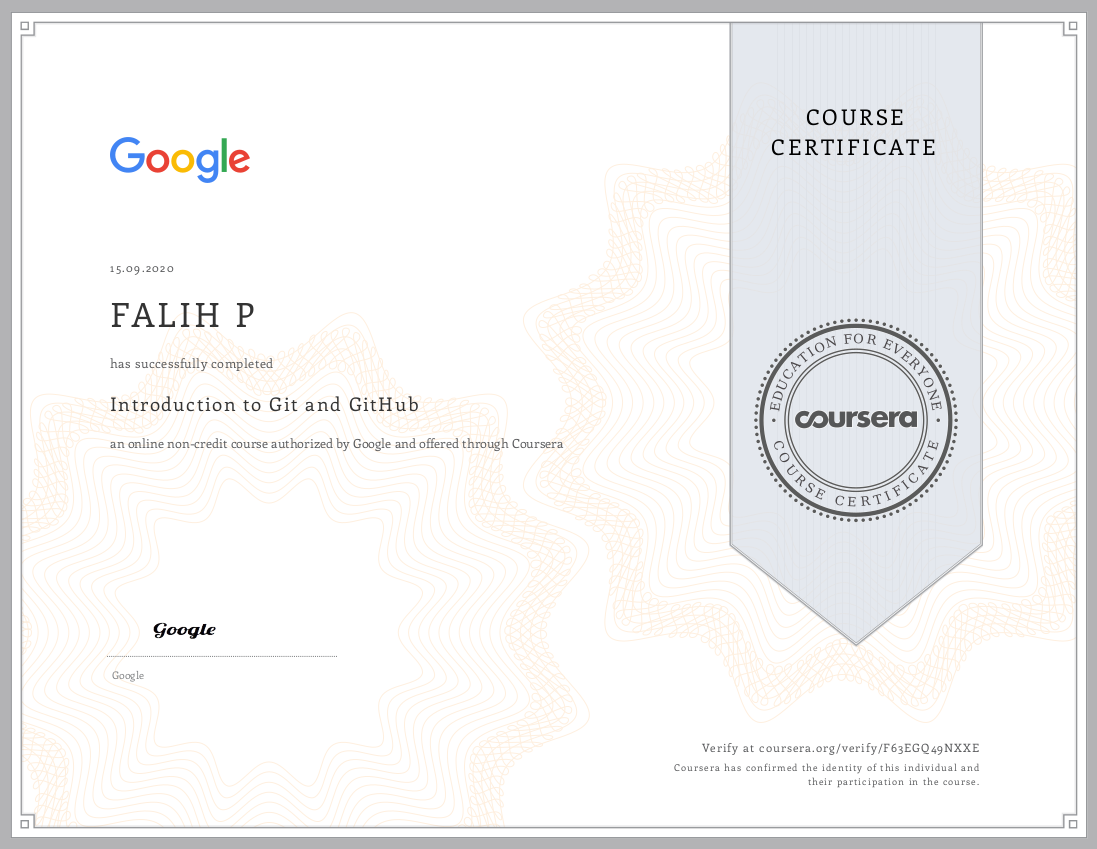 Google
15.09.2020
FALIH P
has successfully completed
Introduction to Git and GitHub
an online non-credit course authorized by Google and offered through Coursera
Google
Google
COURSE
CERTIFICATE
EDUCATION FOR EVERYONE
coursera
COURSE CERTIFICATE
Verify at coursera.org/verify/F63EGQ49NXXE
Coursera has confirmed the identity of this individual and
their participation in the course.